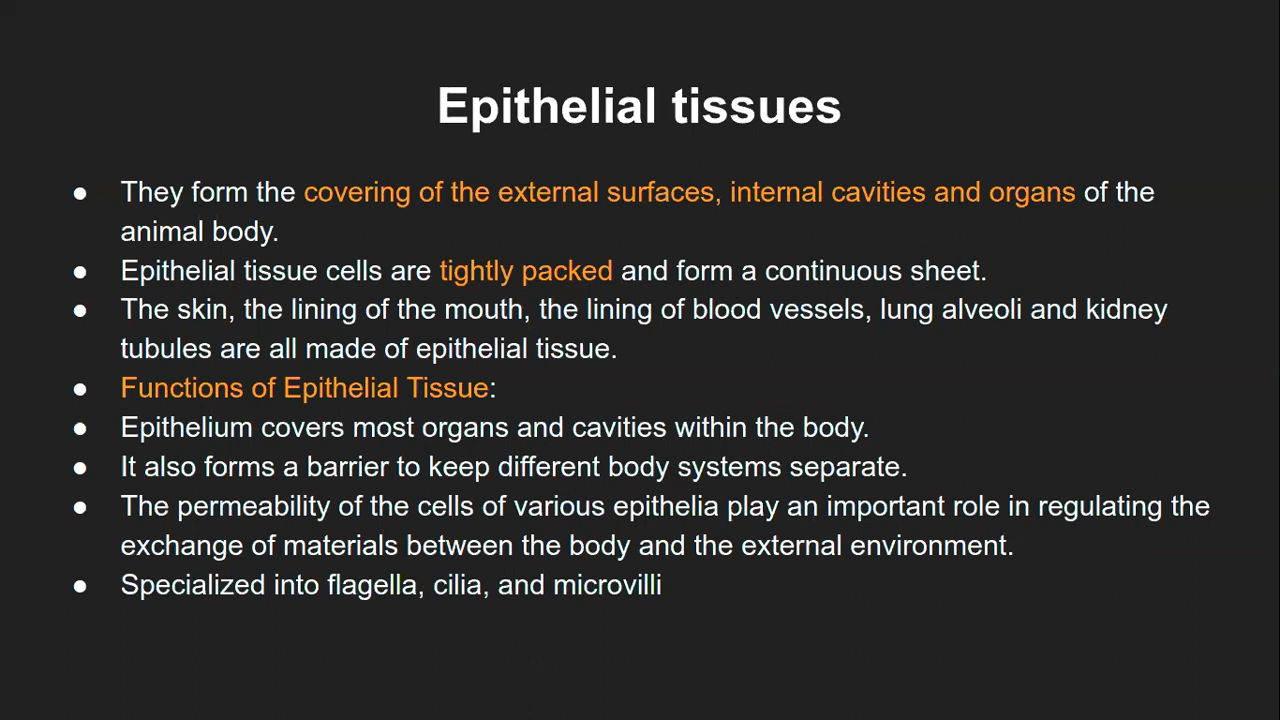 Epithelial tissues
● They form the covering of the external surfaces, internal cavities and organs of the
animal body.
● Epithelial tissue cells are tightly packed and form a continuous sheet.
● The skin, the lining of the mouth, the lining of blood vessels, lung alveoli and kidney
tubules are all made of epithelial tissue.
● Functions of Epithelial Tissue:
● Epithelium covers most organs and cavities within the body.
● It also forms a barrier to keep different body systems separate.
● The permeability of the cells of various epithelia play an important role in regulating the
exchange of materials between the body and the external environment.
● Specialized into flagella, cilia, and microvilli